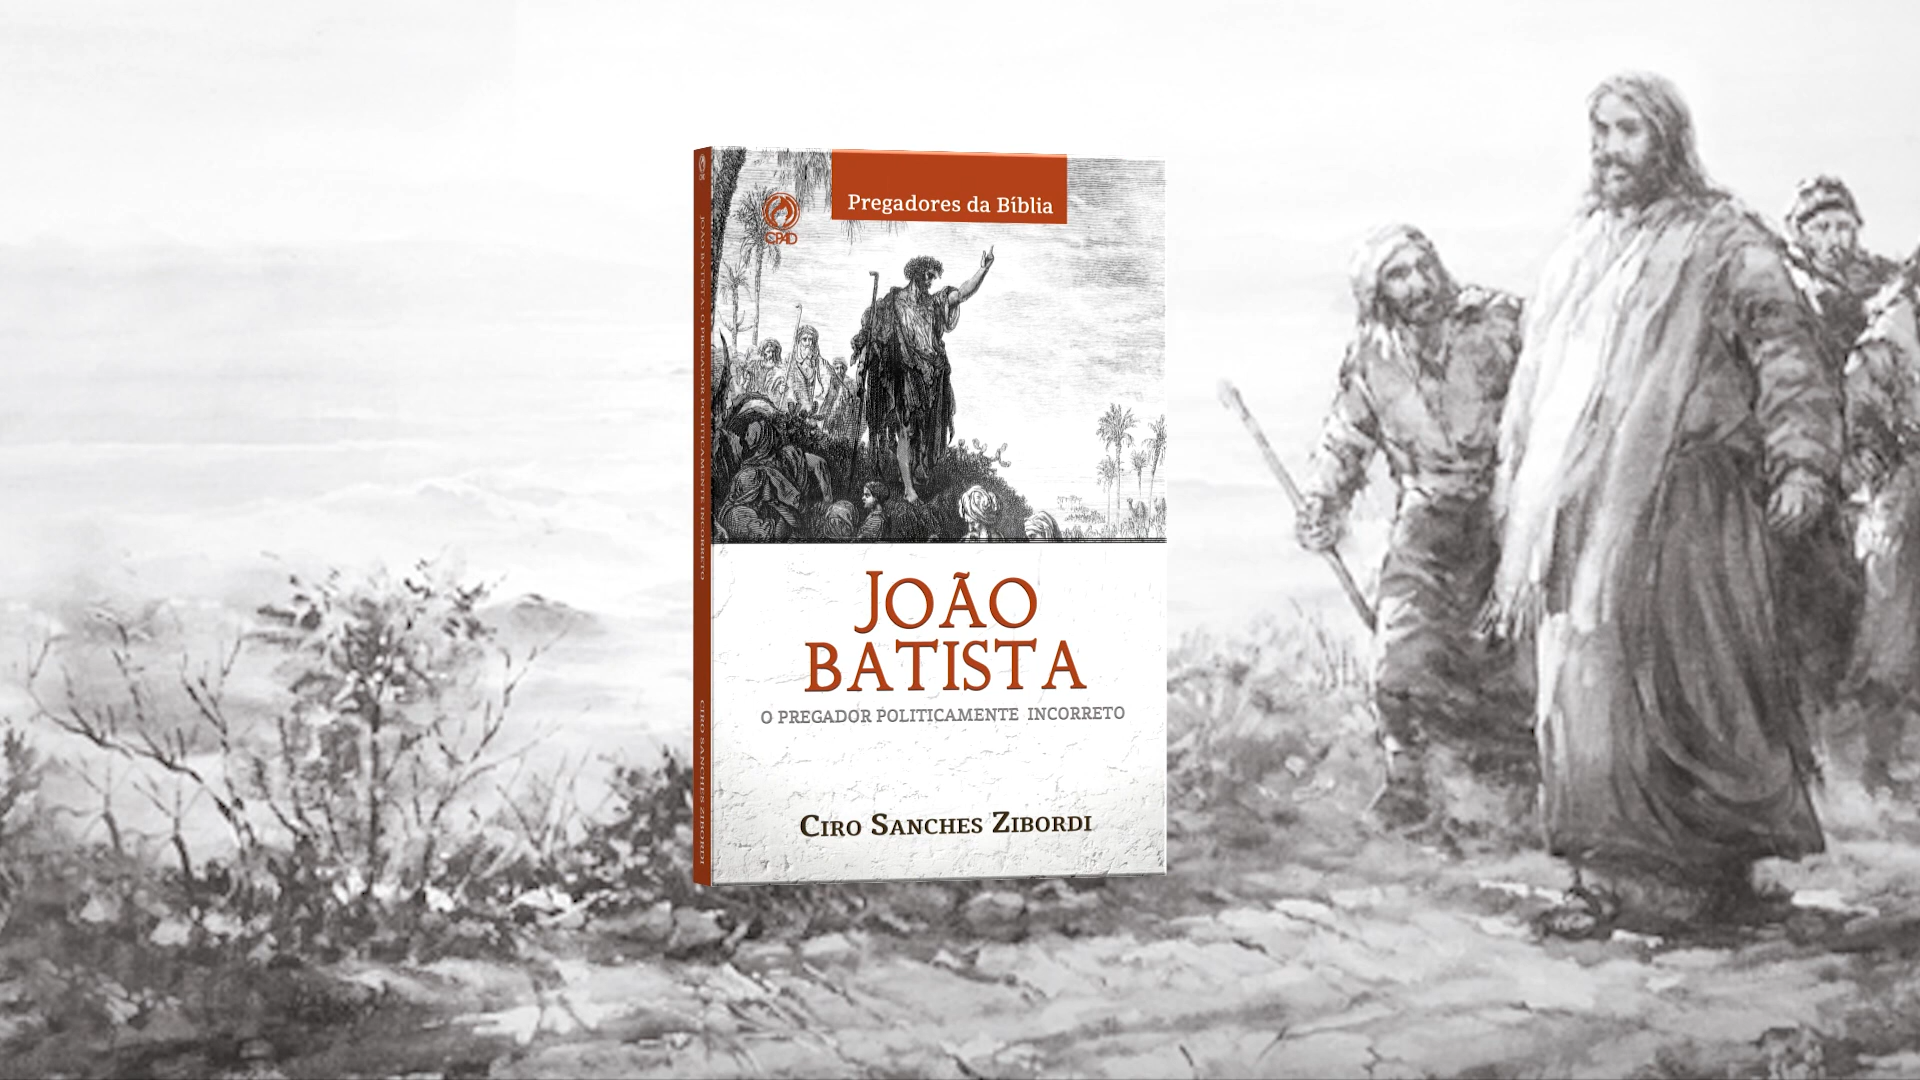 Pregadores da Bíblia
CPAD
JOÃO
BATISTA
O PREGADOR POLITICAMENTE INCORRETO
CIRO SANCHES ZIBORDI
JOÃO BATISTA: O PREGADOR POLITICAMENTE INCORRETO
CIRO SANCHES ZIBORDI